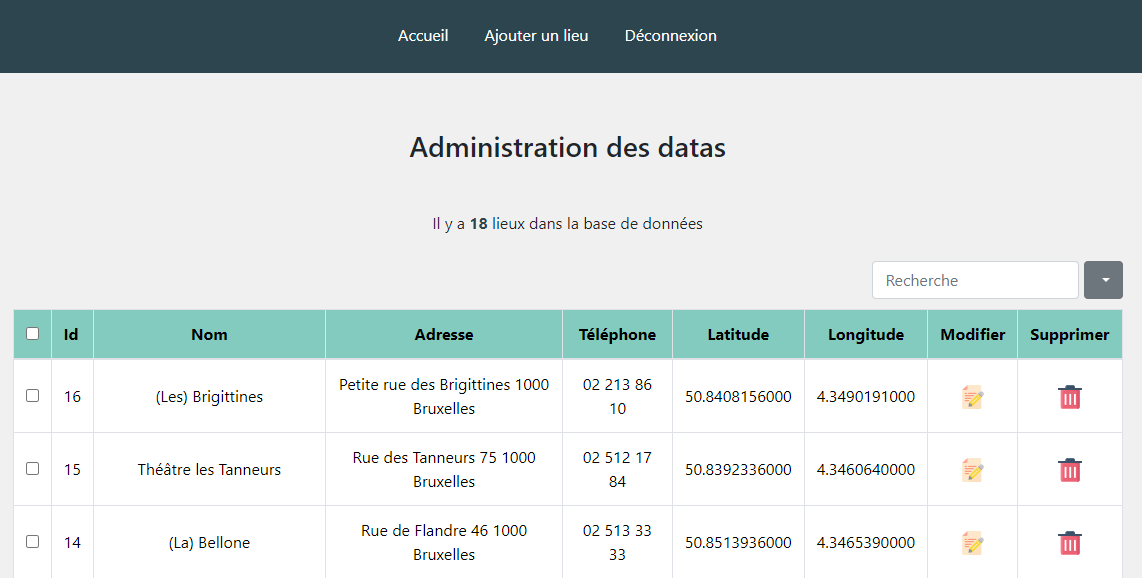 Accueil Ajouter un lieu Déconnexion
Administration des datas
Il y a 18 lieux dans la base de données
Recherche
Id Nom Adresse Téléphone Latitude Longitude Modifier Supprimer
16 (Les) Brigittines Petite rue des Brigittines 1000 02 213 86 50.8408156000 4.3490191000
Bruxelles 10
15 Théâtre les Tanneurs Rue des Tanneurs 75 1000 02 512 17 50.8392336000 4.3460640000
Bruxelles 84
14 (La) Bellone Rue de Flandre 46 1000 02 513 33 50.8513936000 4.3465390000
Bruxelles 33